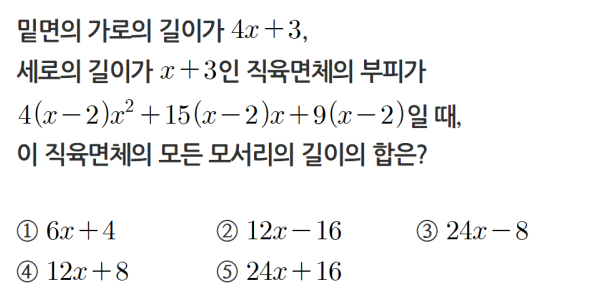 밑면의 가로의 길이가 4x+3,
세로의 길이가 x+3인 직육면체의 부피가
4(x−2)x²+15(x−2)x+9(x−2)일 때,
이 직육면체의 모든 모서리의 길이의 합은?
① 6x+4 ② 12x−16 ③ 24x−8
④ 12x+8 ⑤ 24x+16